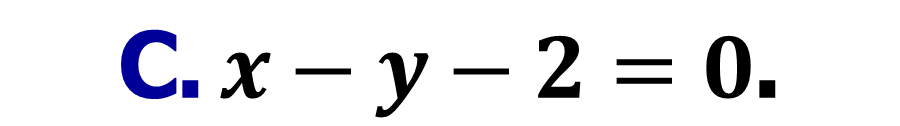 C. x − y − 2 = 0.